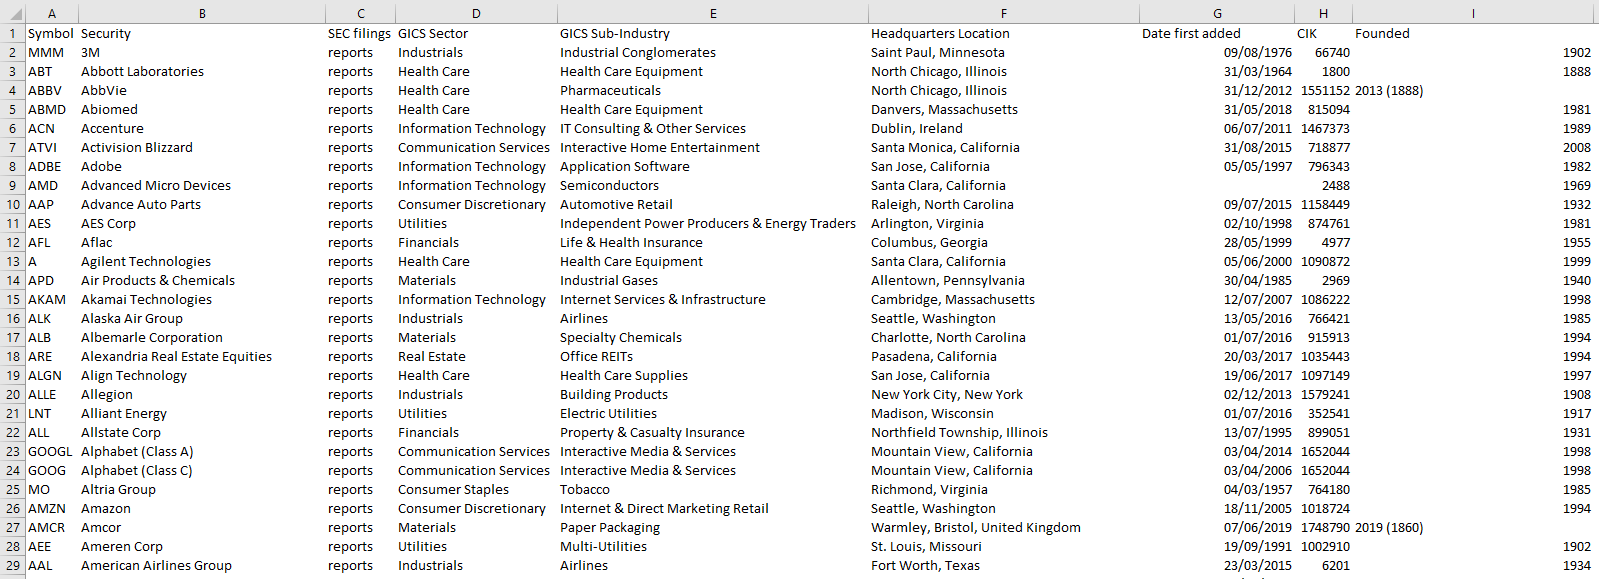 A B C D E F G H I
1 Symbol Security SEC filings GICS Sector GICS Sub-Industry Headquarters Location Date first added CIK Founded
2 MMM 3M reports Industrials Industrial Conglomerates Saint Paul, Minnesota 09/08/1976 66740 1902
3 ABT Abbott Laboratories reports Health Care Health Care Equipment North Chicago, Illinois 31/03/1964 1800 1888
4 ABBV AbbVie reports Health Care Pharmaceuticals North Chicago, Illinois 31/12/2012 1551152 2013 (1888)
5 ABMD Abiomed reports Health Care Health Care Equipment Danvers, Massachusetts 31/05/2018 815094 1981
6 ACN Accenture reports Information Technology IT Consulting & Other Services Dublin, Ireland 06/07/2011 1467373 1989
7 ATVI Activision Blizzard reports Communication Services Interactive Home Entertainment Santa Monica, California 31/08/2015 718877 2008
8 ADBE Adobe reports Information Technology Application Software San Jose, California 05/05/1997 796343 1982
9 AMD Advanced Micro Devices reports Information Technology Semiconductors Santa Clara, California 2488 1969
10 AAP Advance Auto Parts reports Consumer Discretionary Automotive Retail Raleigh, North Carolina 09/07/2015 1158449 1932
11 AES AES Corp reports Utilities Independent Power Producers & Energy Traders Arlington, Virginia 02/10/1998 874761 1981
12 AFL Aflac reports Financials Life & Health Insurance Columbus, Georgia 28/05/1999 4977 1955
13 A Agilent Technologies reports Health Care Health Care Equipment Santa Clara, California 05/06/2000 1090872 1999
14 APD Air Products & Chemicals reports Materials Industrial Gases Allentown, Pennsylvania 30/04/1985 2969 1940
15 AKAM Akamai Technologies reports Information Technology Internet Services & Infrastructure Cambridge, Massachusetts 12/07/2007 1086222 1998
16 ALK Alaska Air Group reports Industrials Airlines Seattle, Washington 13/05/2016 766421 1985
17 ALB Albemarle Corporation reports Materials Specialty Chemicals Charlotte, North Carolina 01/07/2016 915913 1994
18 ARE Alexandria Real Estate Equities reports Real Estate Office REITs Pasadena, California 20/03/2017 1035443 1994
19 ALGN Align Technology reports Health Care Health Care Supplies San Jose, California 19/06/2017 1097149 1997
20 ALLE Allegion reports Industrials Building Products New York City, New York 02/12/2013 1579241 1908
21 LNT Alliant Energy reports Utilities Electric Utilities Madison, Wisconsin 01/07/2016 352541 1917
22 ALL Allstate Corp reports Financials Property & Casualty Insurance Northfield Township, Illinois 13/07/1995 899051 1931
23 GOOGL Alphabet (Class A) reports Communication Services Interactive Media & Services Mountain View, California 03/04/2014 1652044 1998
24 GOOG Alphabet (Class C) reports Communication Services Interactive Media & Services Mountain View, California 03/04/2006 1652044 1998
25 MO Altria Group reports Consumer Staples Tobacco Richmond, Virginia 04/03/1957 764180 1985
26 AMZN Amazon reports Consumer Discretionary Internet & Direct Marketing Retail Seattle, Washington 18/11/2005 1018724 1994
27 AMCR Amcor reports Materials Paper Packaging Warmley, Bristol, United Kingdom 07/06/2019 1748790 2019 (1860)
28 AEE Ameren Corp reports Utilities Multi-Utilities St. Louis, Missouri 19/09/1991 1002910 1902
29 AAL American Airlines Group reports Industrials Airlines Fort Worth, Texas 23/03/2015 6201 1934